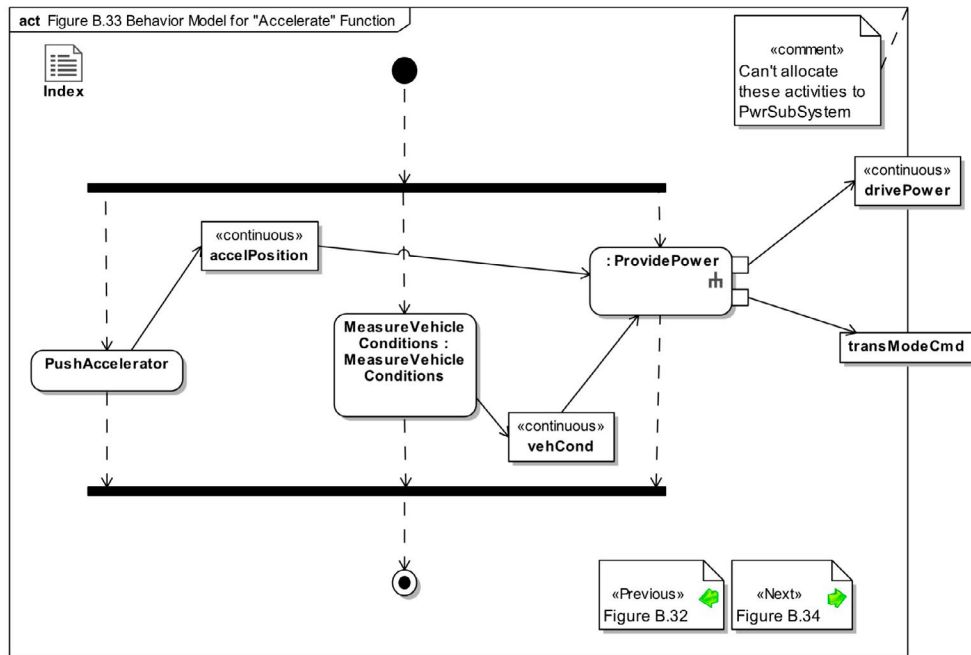 act Figure B.33 Behavior Model for "Accelerate" Function
Index
«comment»
Can't allocate
these activities to
PwrSubSystem
«continuous»
drivePower
«continuous»
accelPosition
: ProvidePower
MeasureVehicle
Conditions :
MeasureVehicle
Conditions
PushAccelerator
transModeCmd
«continuous»
vehCond
«Previous»
Figure B.32
«Next»
Figure B.34